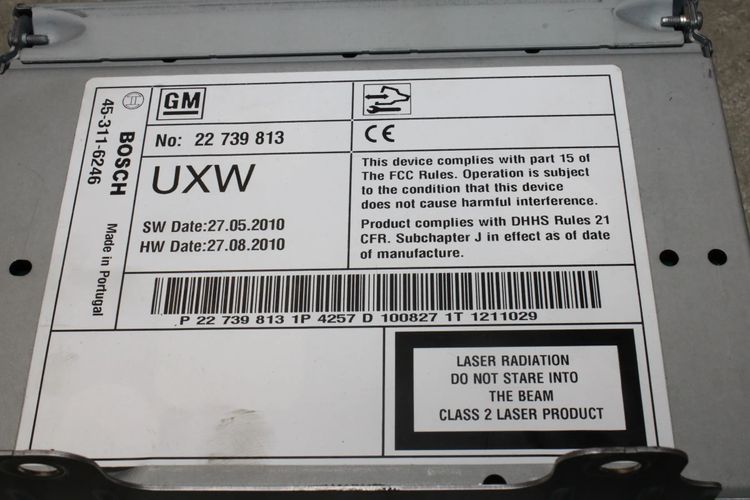 45-311-6246
BOSCH
Made in Portugal
GM
No: 22 739 813
CE
UXW
SW Date:27.05.2010
HW Date:27.08.2010
This device complies with part 15 of
The FCC Rules. Operation is subject
to the condition that this device
does not cause harmful interference.
Product complies with DHHS Rules 21
CFR. Subchapter J in effect as of date
of manufacture.
P 22 739 813 1P 4257 D 100827 1T 1211029
LASER RADIATION
DO NOT STARE INTO
THE BEAM
CLASS 2 LASER PRODUCT